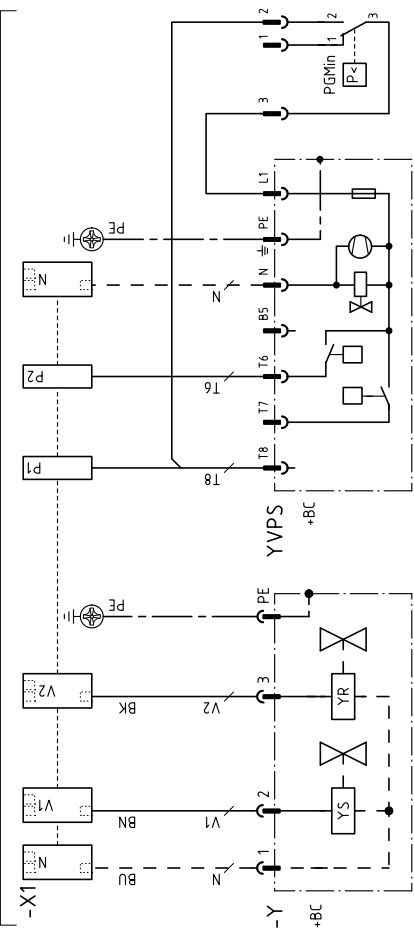 2
1
3
2
1
3
PGMin
P<
L1
PE
N
B5
T6
T7
T8
YVPS
+BC
PE
N
N
P2
T6
P1
T8
PE
PE
3
2
1
V2
BK
V2
V1
BN
V1
N
BU
N
YR
YS
-X1
-Y
+BC